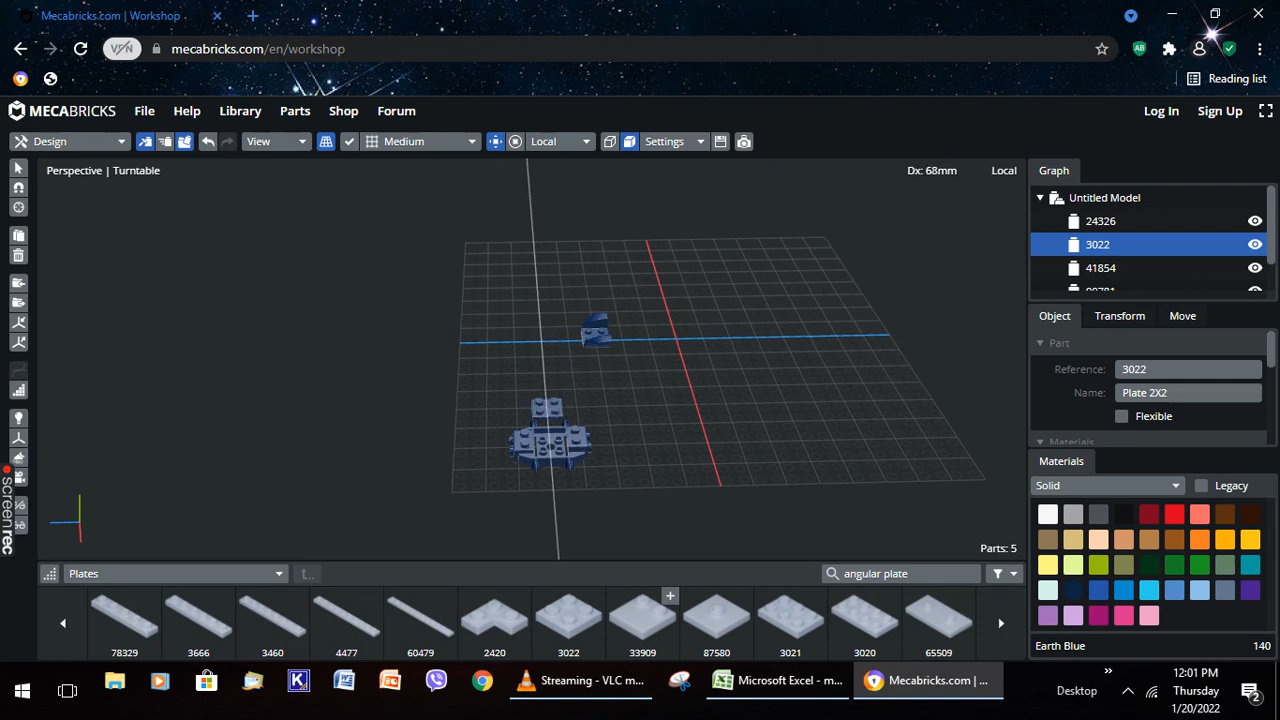 Mecabricks.com | Workshop
VPN
mecabricks.com/en/workshop
AB
Reading list
MECABRICKS File Help Library Parts Shop Forum Log In Sign Up
Design View Medium Local Settings
Perspective | Turntable Dx: 68mm Local
Graph
Untitled Model
24326
3022
41854
Object Transform Move
Part
Reference: 3022
Name: Plate 2X2
Flexible
Materials
Materials
Solid Legacy
Earth Blue 140
screenrec
Parts: 5
Plates angular plate
78329 3666 3460 4477 60479 2420 3022 33909 87580 3021 3020 65509
Streaming - VLC m... Microsoft Excel - m... Mecabricks.com | ...
Desktop
12:01 PM
Thursday
1/20/2022
2